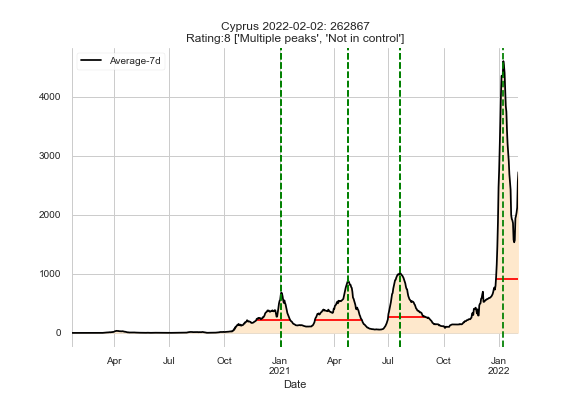 Cyprus 2022-02-02: 262867
Rating:8 ['Multiple peaks', 'Not in control']
Average-7d
4000
3000
2000
1000
0
Apr Jul Oct Jan Apr Jul Oct Jan
2021 2022
Date